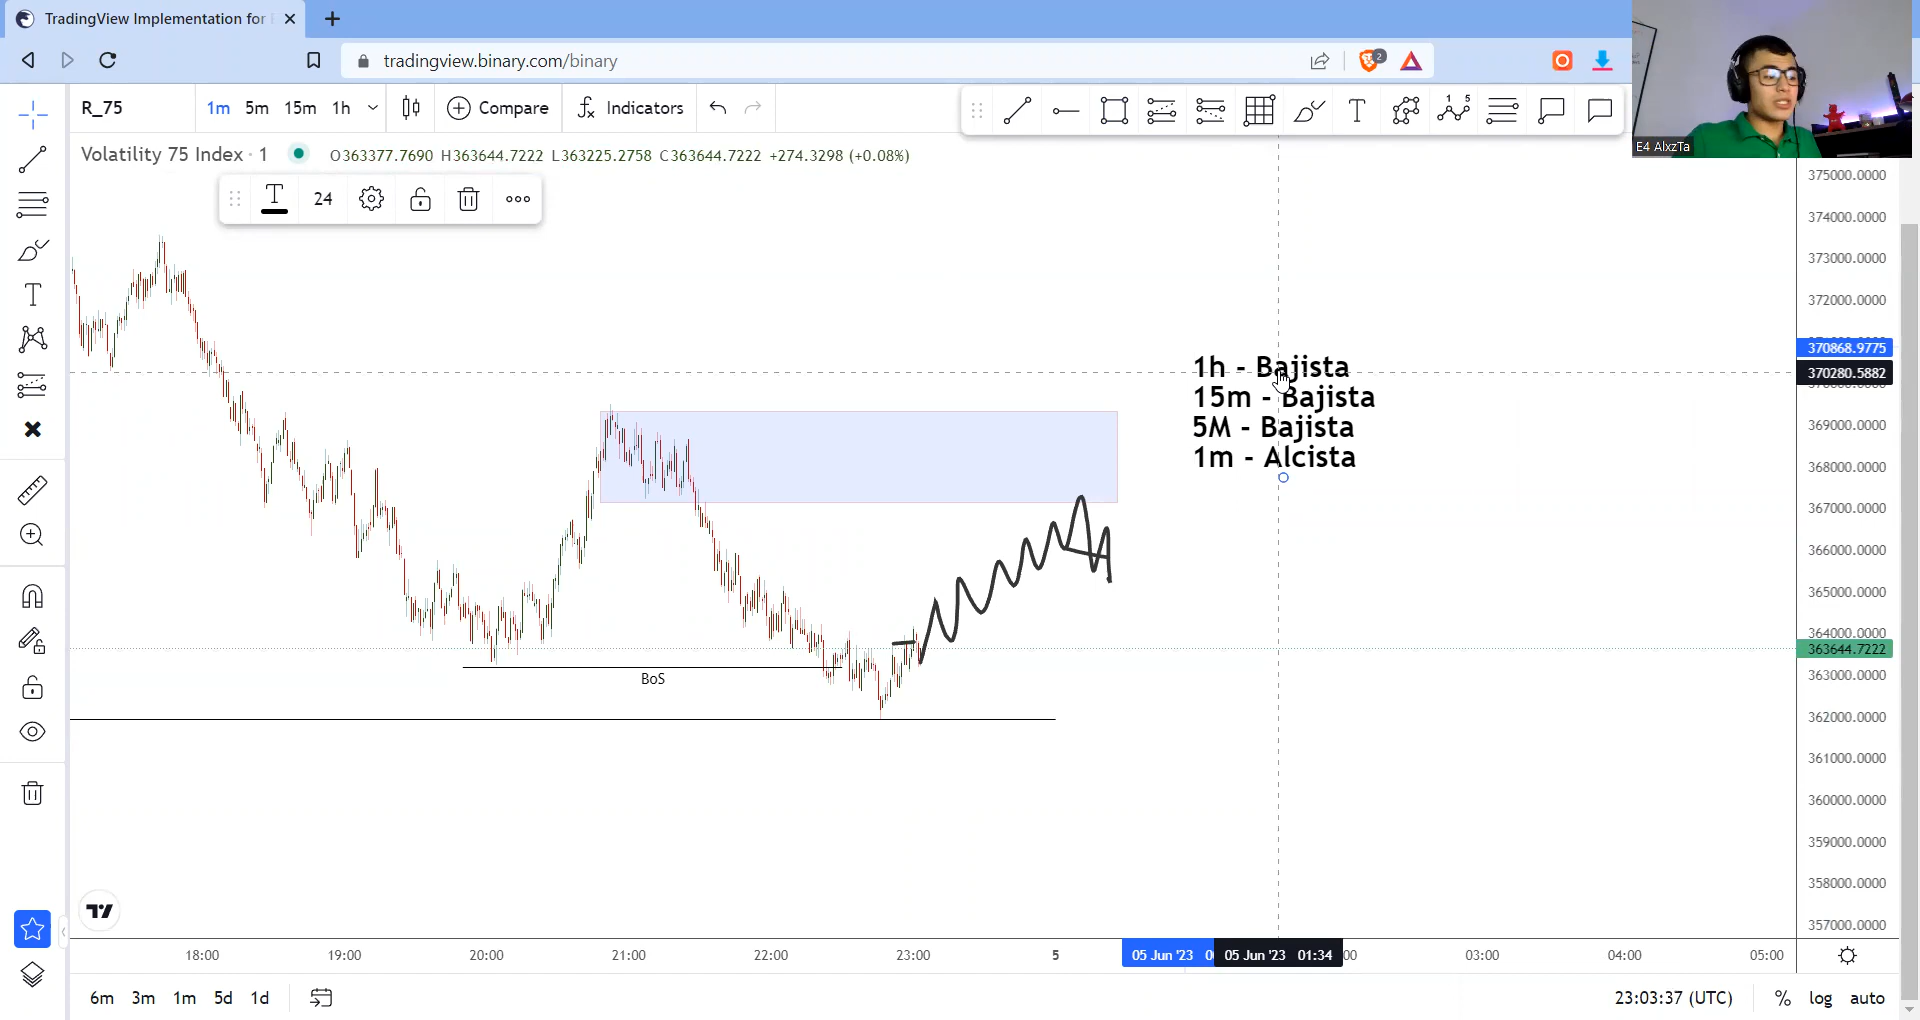 TradingView Implementation for
tradingview.binary.com/binary
2
R_75
1m 5m 15m 1h
Compare
Indicators
E4 AlxzTa
Volatility 75 Index · 1
O363377.7690 H363644.7222 L363225.2758 C363644.7222 +274.3298 (+0.08%)
24
375000.0000
374000.0000
373000.0000
372000.0000
370868.9775
370280.5882
369000.0000
368000.0000
367000.0000
366000.0000
365000.0000
364000.0000
363644.7222
363000.0000
362000.0000
361000.0000
360000.0000
359000.0000
358000.0000
357000.0000
1h - Bajista
15m - Bajista
5M - Bajista
1m - Alcista
BoS
18:00 19:00 20:00 21:00 22:00 23:00 5 05 Jun '23 05 Jun '23 01:34 03:00 04:00 05:00
6m 3m 1m 5d 1d
23:03:37 (UTC) % log auto